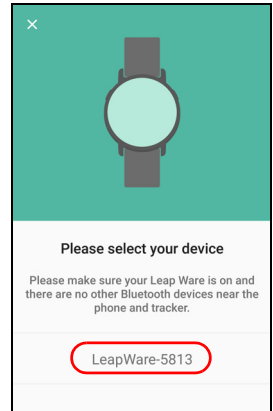 Please select your device
Please make sure your Leap Ware is on and
there are no other Bluetooth devices near the
phone and tracker.
LeapWare-5813